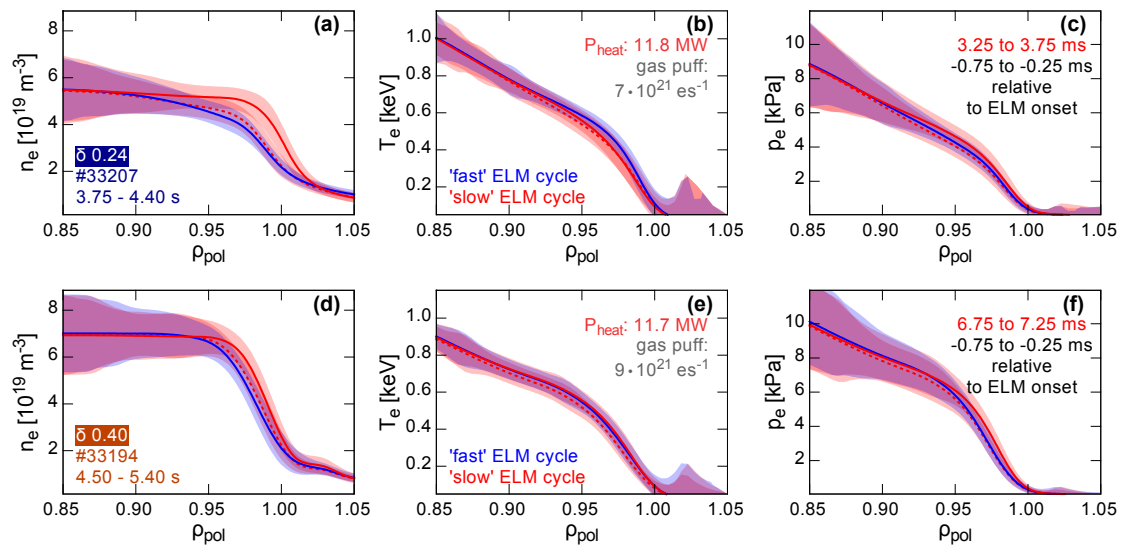 (a)
n_e [10^19 m^-3]
8
6
4
2
δ 0.24
#33207
3.75 - 4.40 s
0.85 0.90 0.95 1.00 1.05
ρ_pol
(b)
T_e [keV]
1.0
0.8
0.6
0.4
0.2
P_heat: 11.8 MW
gas puff:
7 · 10^21 es^-1
'fast' ELM cycle
'slow' ELM cycle
0.85 0.90 0.95 1.00 1.05
ρ_pol
(c)
p_e [kPa]
10
8
6
4
2
3.25 to 3.75 ms
-0.75 to -0.25 ms
relative
to ELM onset
0.85 0.90 0.95 1.00 1.05
ρ_pol
(d)
n_e [10^19 m^-3]
8
6
4
2
δ 0.40
#33194
4.50 - 5.40 s
0.85 0.90 0.95 1.00 1.05
ρ_pol
(e)
T_e [keV]
1.0
0.8
0.6
0.4
0.2
P_heat: 11.7 MW
gas puff:
9 · 10^21 es^-1
'fast' ELM cycle
'slow' ELM cycle
0.85 0.90 0.95 1.00 1.05
ρ_pol
(f)
p_e [kPa]
10
8
6
4
2
6.75 to 7.25 ms
-0.75 to -0.25 ms
relative
to ELM onset
0.85 0.90 0.95 1.00 1.05
ρ_pol